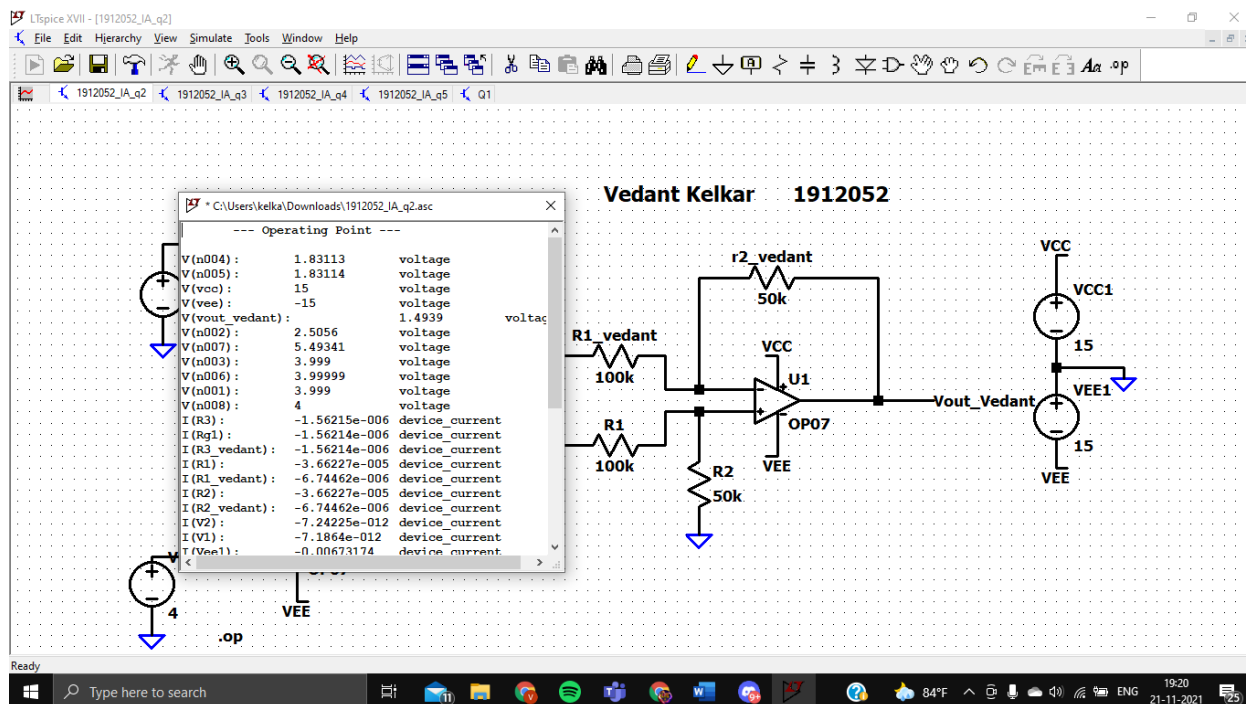 LTspice XVII - [1912052_IA_q2]
File Edit Hierarchy View Simulate Tools Window Help
1912052_IA_q2 1912052_IA_q3 1912052_IA_q4 1912052_IA_q5 Q1
Vedant Kelkar 1912052
* C:\Users\kelka\Downloads\1912052_IA_q2.asc
--- Operating Point ---
V(n004): 1.83113 voltage
V(n005): 1.83114 voltage
V(vcc): 15 voltage
V(vee): -15 voltage
V(vout_vedant): 1.4939 voltag
V(n002): 2.5056 voltage
V(n007): 5.49341 voltage
V(n003): 3.999 voltage
V(n006): 3.99999 voltage
V(n001): 3.999 voltage
V(n008): 4 voltage
I(R3): -1.56215e-006 device_current
I(Rg1): -1.56214e-006 device_current
I(R3_vedant): -1.56214e-006 device_current
I(R1): -3.66227e-005 device_current
I(R1_vedant): -6.74462e-006 device_current
I(R2): -3.66227e-005 device_current
I(R2_vedant): -6.74462e-006 device_current
I(V2): -7.24225e-012 device_current
I(V1): -7.1864e-012 device_current
I(Vee1): -0.00673174 device_current
r2_vedant
50k
R1_vedant
100k
VCC
U1
OP07
R1
100k
VEE
R2
50k
Vout_Vedant
VCC
VCC1
15
VEE1
15
VEE
4
VEE
.op
Ready
Type here to search
11
84°F
ENG
19:20
21-11-2021
25